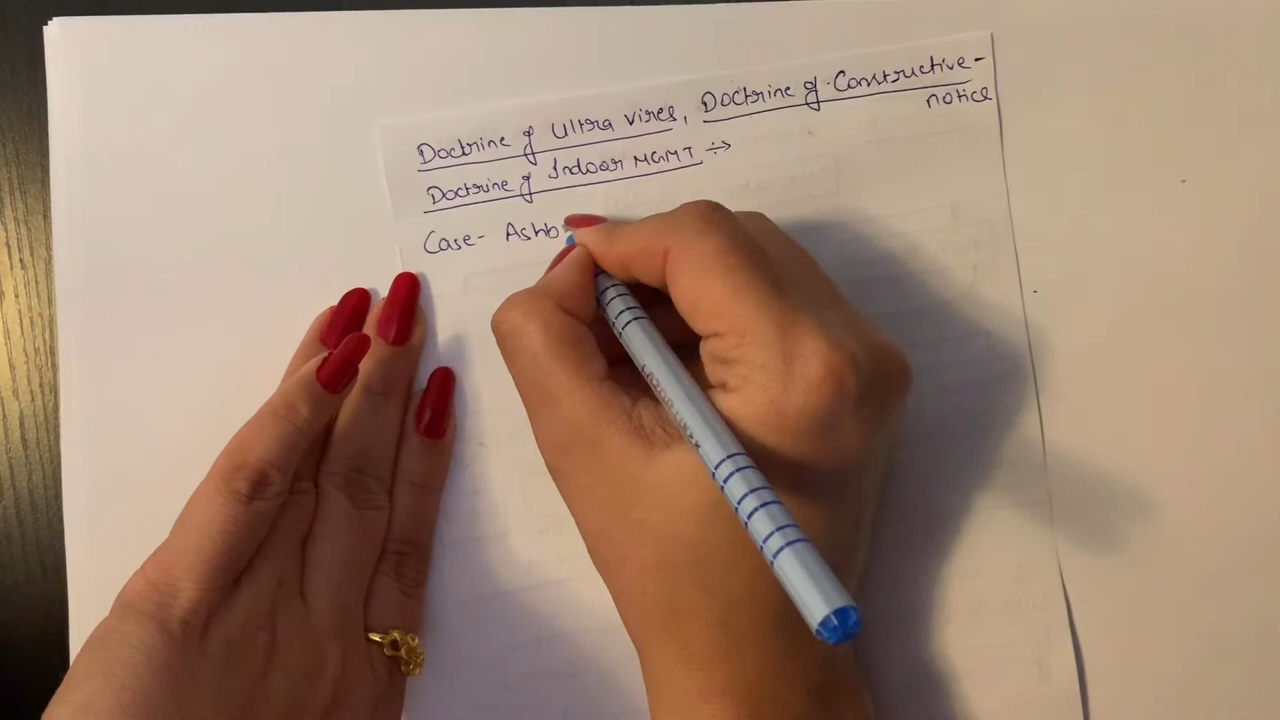 Doctrine of Ultra Vires, Doctrine of Constructive-
notice
Doctrine of Indoor MGMT ÷>
Case- Ashb